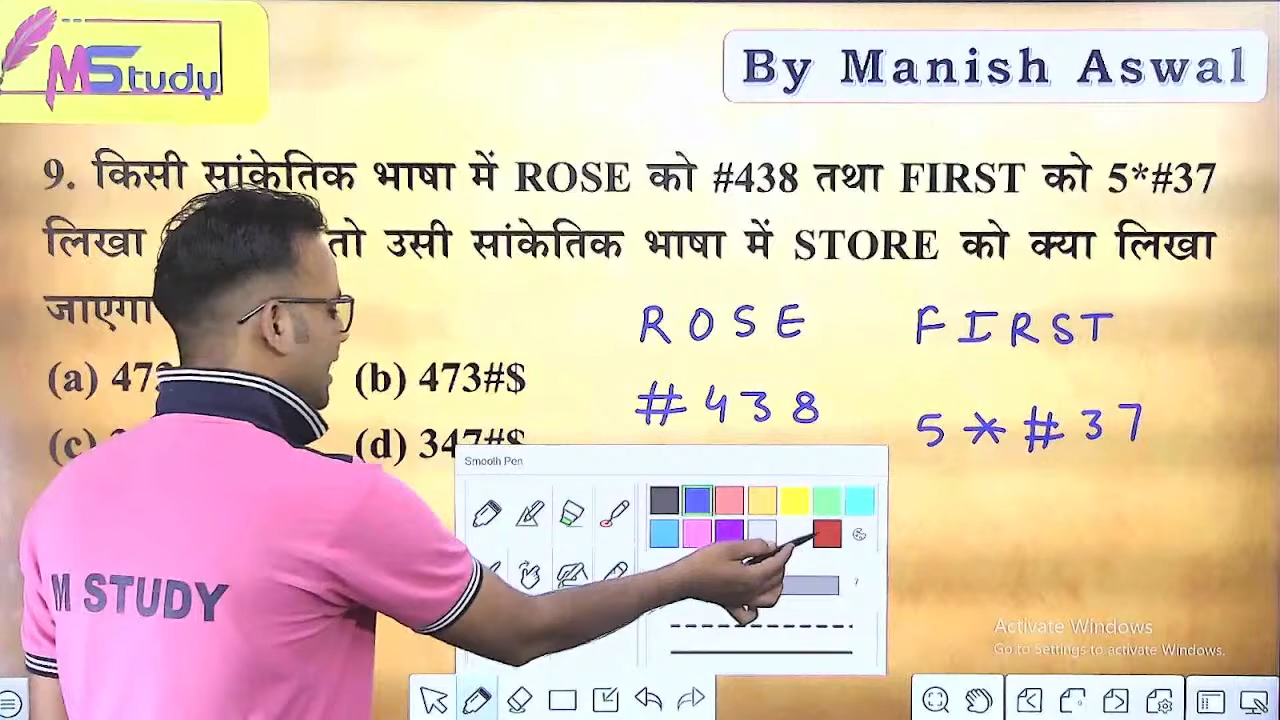 MStudy
By Manish Aswal
9. किसी सांकेतिक भाषा में ROSE को #438 तथा FIRST को 5*#37
लिखा तो उसी सांकेतिक भाषा में STORE को क्या लिखा
जाएगा
ROSE FIRST
(a) 47 (b) 473#$
#438 5*#37
(c) (d) 347#$
Smooth Pen
M STUDY
Activate Windows
Go to Settings to activate Windows.